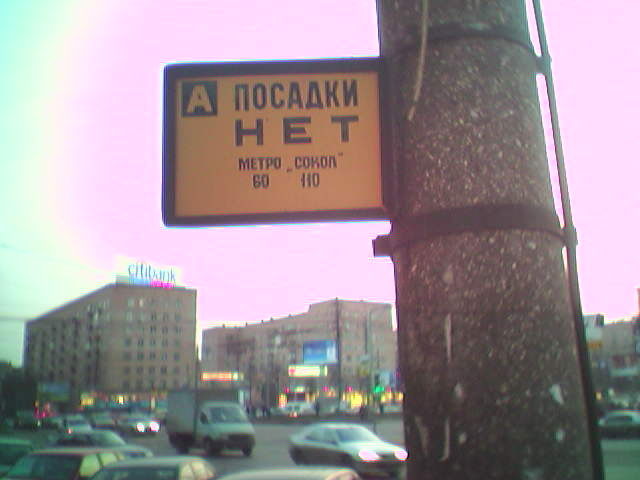 А ПОСАДКИ
НЕТ
МЕТРО „СОКОЛ"
60 110
citibank